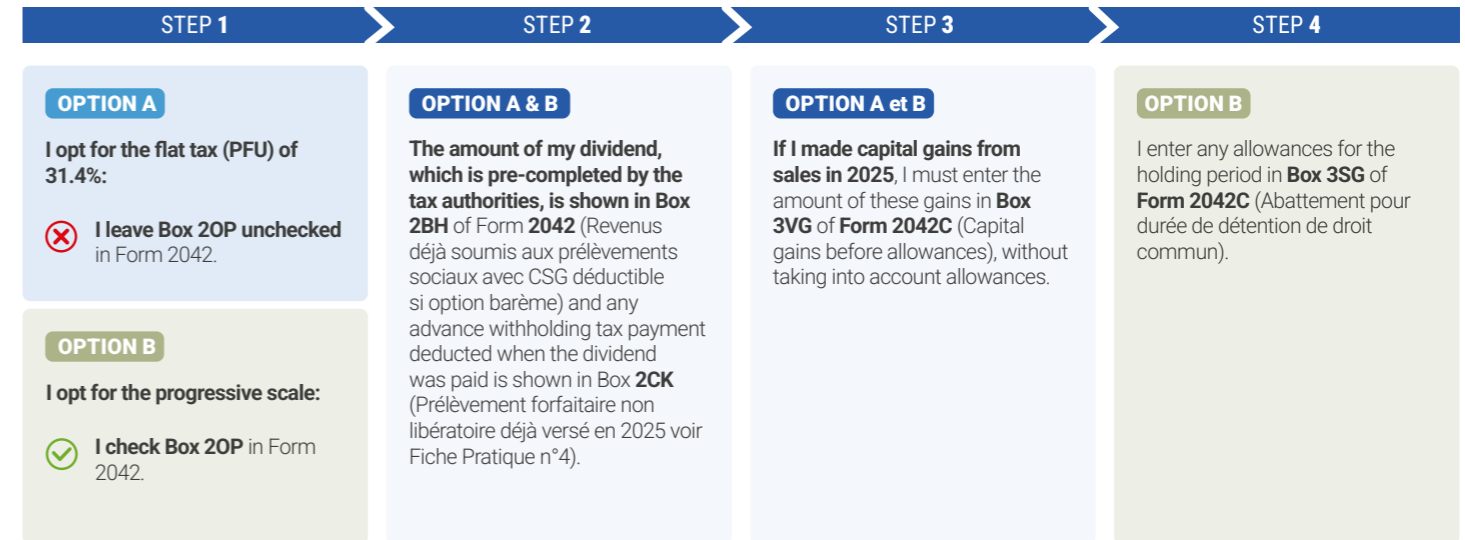 STEP 1
STEP 2
STEP 3
STEP 4
OPTION A
I opt for the flat tax (PFU) of
31.4%:
I leave Box 2OP unchecked
in Form 2042.
OPTION B
I opt for the progressive scale:
I check Box 2OP in Form
2042.
OPTION A & B
The amount of my dividend,
which is pre-completed by the
tax authorities, is shown in Box
2BH of Form 2042 (Revenus
déjà soumis aux prélèvements
sociaux avec CSG déductible
si option barème) and any
advance withholding tax payment
deducted when the dividend
was paid is shown in Box 2CK
(Prélèvement forfaitaire non
libératoire déjà versé en 2025 voir
Fiche Pratique n°4).
OPTION A et B
If I made capital gains from
sales in 2025, I must enter the
amount of these gains in Box
3VG of Form 2042C (Capital
gains before allowances), without
taking into account allowances.
OPTION B
I enter any allowances for the
holding period in Box 3SG of
Form 2042C (Abattement pour
durée de détention de droit
commun).